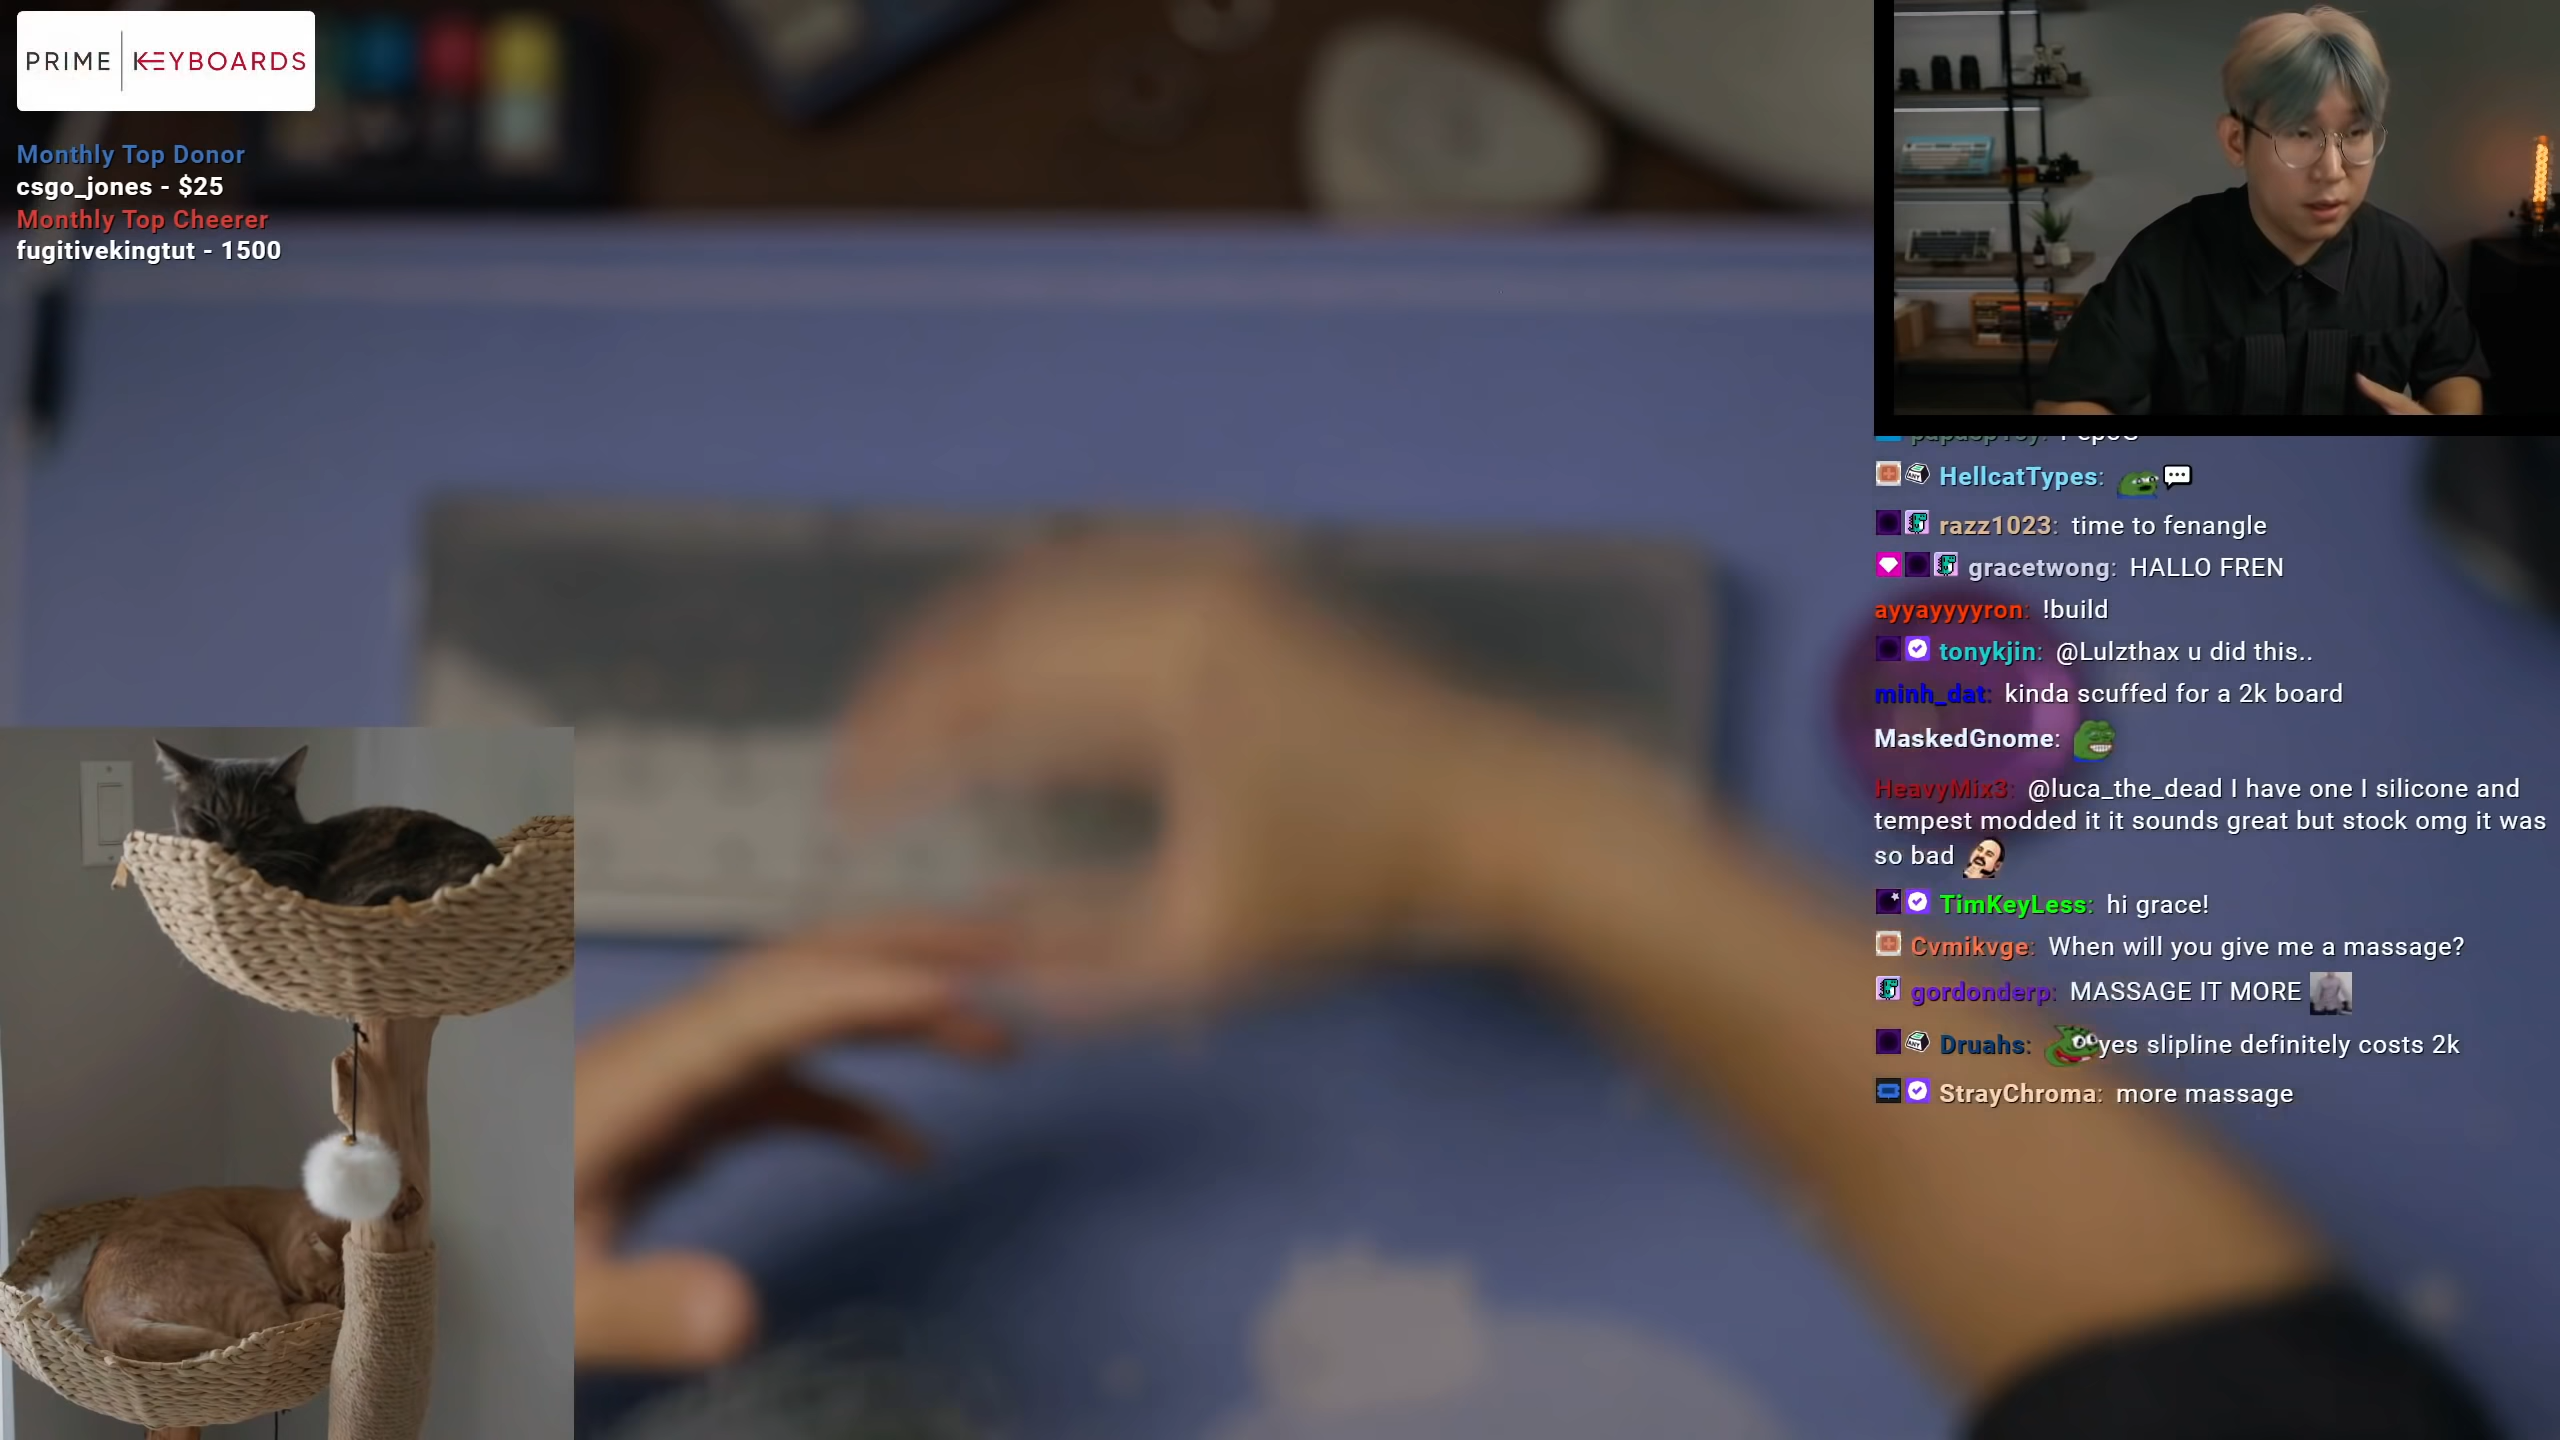 PRIME | KEYBOARDS
Monthly Top Donor
csgo_jones - $25
Monthly Top Cheerer
fugitivekingtut - 1500
HellcatTypes:
razz1023: time to fenangle
gracetwong: HALLO FREN
ayyayyyyron: !build
tonykjin: @Lulzthax u did this..
minh_dat: kinda scuffed for a 2k board
MaskedGnome:
HeavyMix3: @luca_the_dead I have one I silicone and
tempest modded it it sounds great but stock omg it was
so bad
TimKeyLess: hi grace!
Cvmikvge: When will you give me a massage?
gordonderp: MASSAGE IT MORE
Druahs: yes slipline definitely costs 2k
StrayChroma: more massage